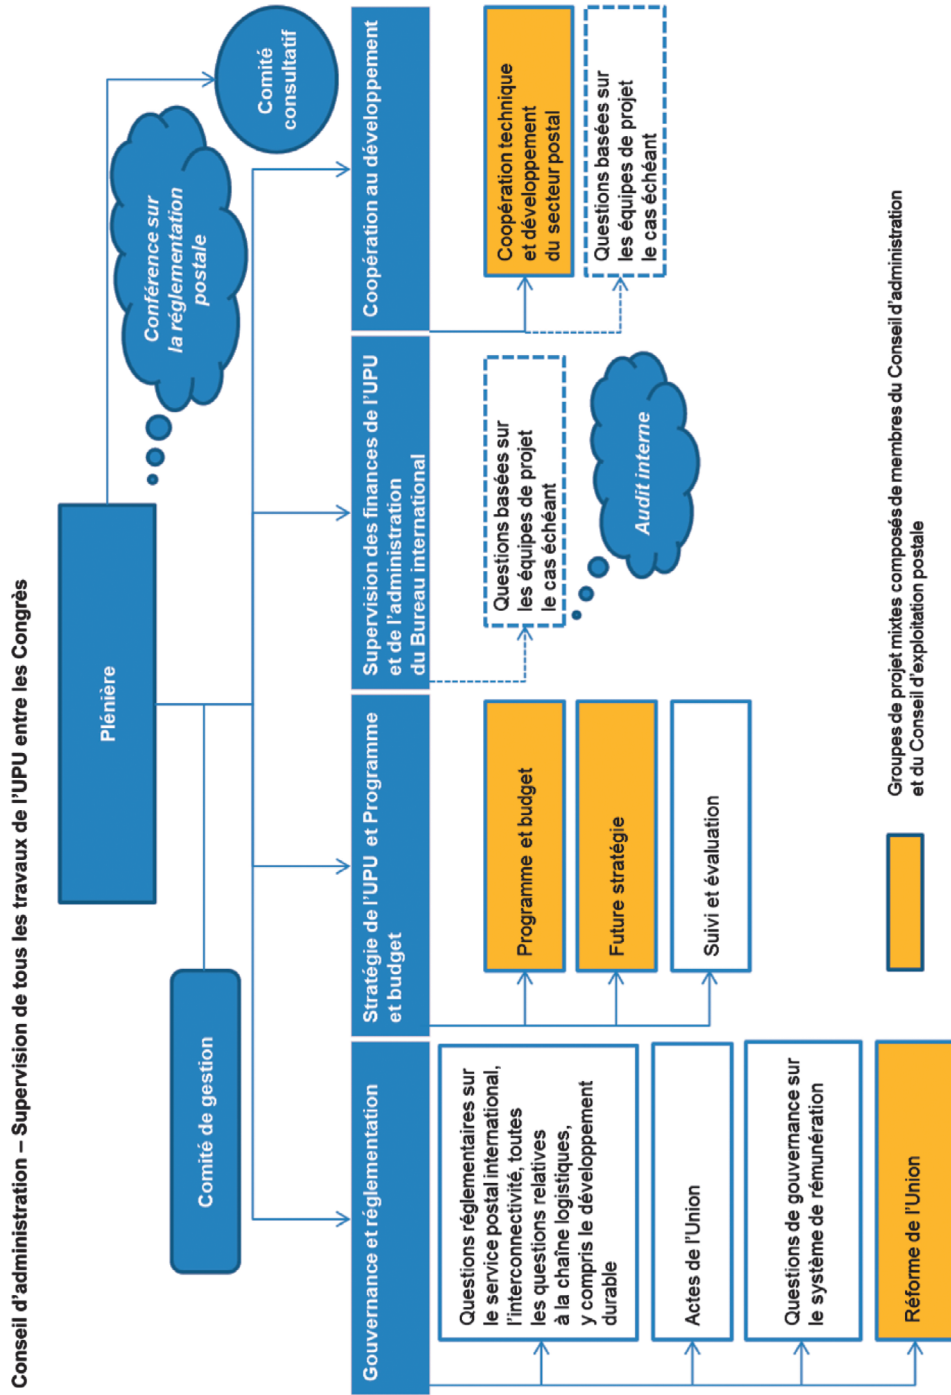 Conseil d'administration – Supervision de tous les travaux de l'UPU entre les Congrès
Plénière
Conférence sur
la réglementation
postale
Comité
consultatif
Comité de gestion
Gouvernance et réglementation
Questions réglementaires sur
le service postal international,
l'interconnectivité, toutes
les questions relatives
à la chaîne logistiques,
y compris le développement
durable
Actes de l'Union
Questions de gouvernance sur
le système de rémunération
Réforme de l'Union
Stratégie de l'UPU et Programme
et budget
Programme et budget
Future stratégie
Suivi et évaluation
Supervision des finances de l'UPU
et de l'administration
du Bureau international
Questions basées sur
les équipes de projet
le cas échéant
Audit interne
Coopération au développement
Coopération technique
et développement
du secteur postal
Questions basées sur
les équipes de projet
le cas échéant
Groupes de projet mixtes composés de membres du Conseil d'administration
et du Conseil d'exploitation postale